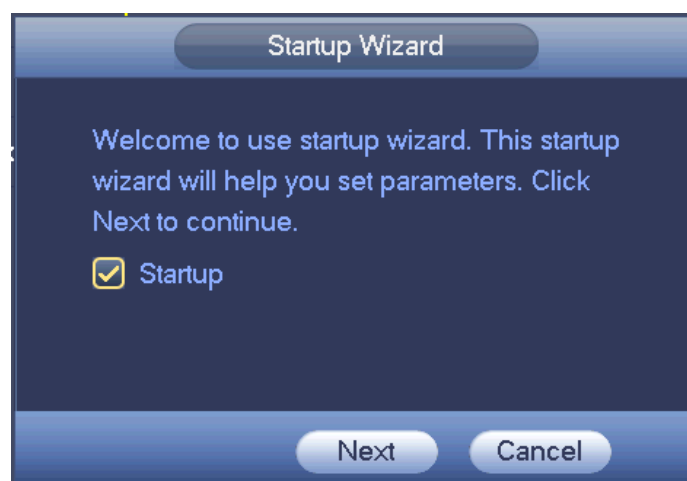 Startup Wizard
Welcome to use startup wizard. This startup
wizard will help you set parameters. Click
Next to continue.
Startup
Next Cancel